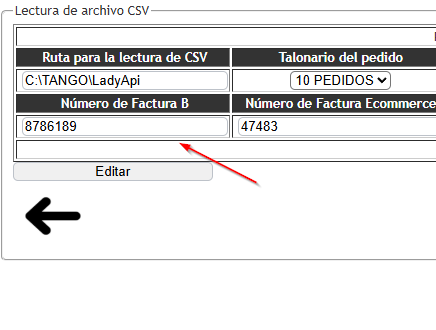 Lectura de archivo CSV
Ruta para la lectura de CSV Talonario del pedido
C:\TANGO\LadyApi 10 PEDIDOS
Número de Factura B Número de Factura Ecommerce
8786189 47483
Editar